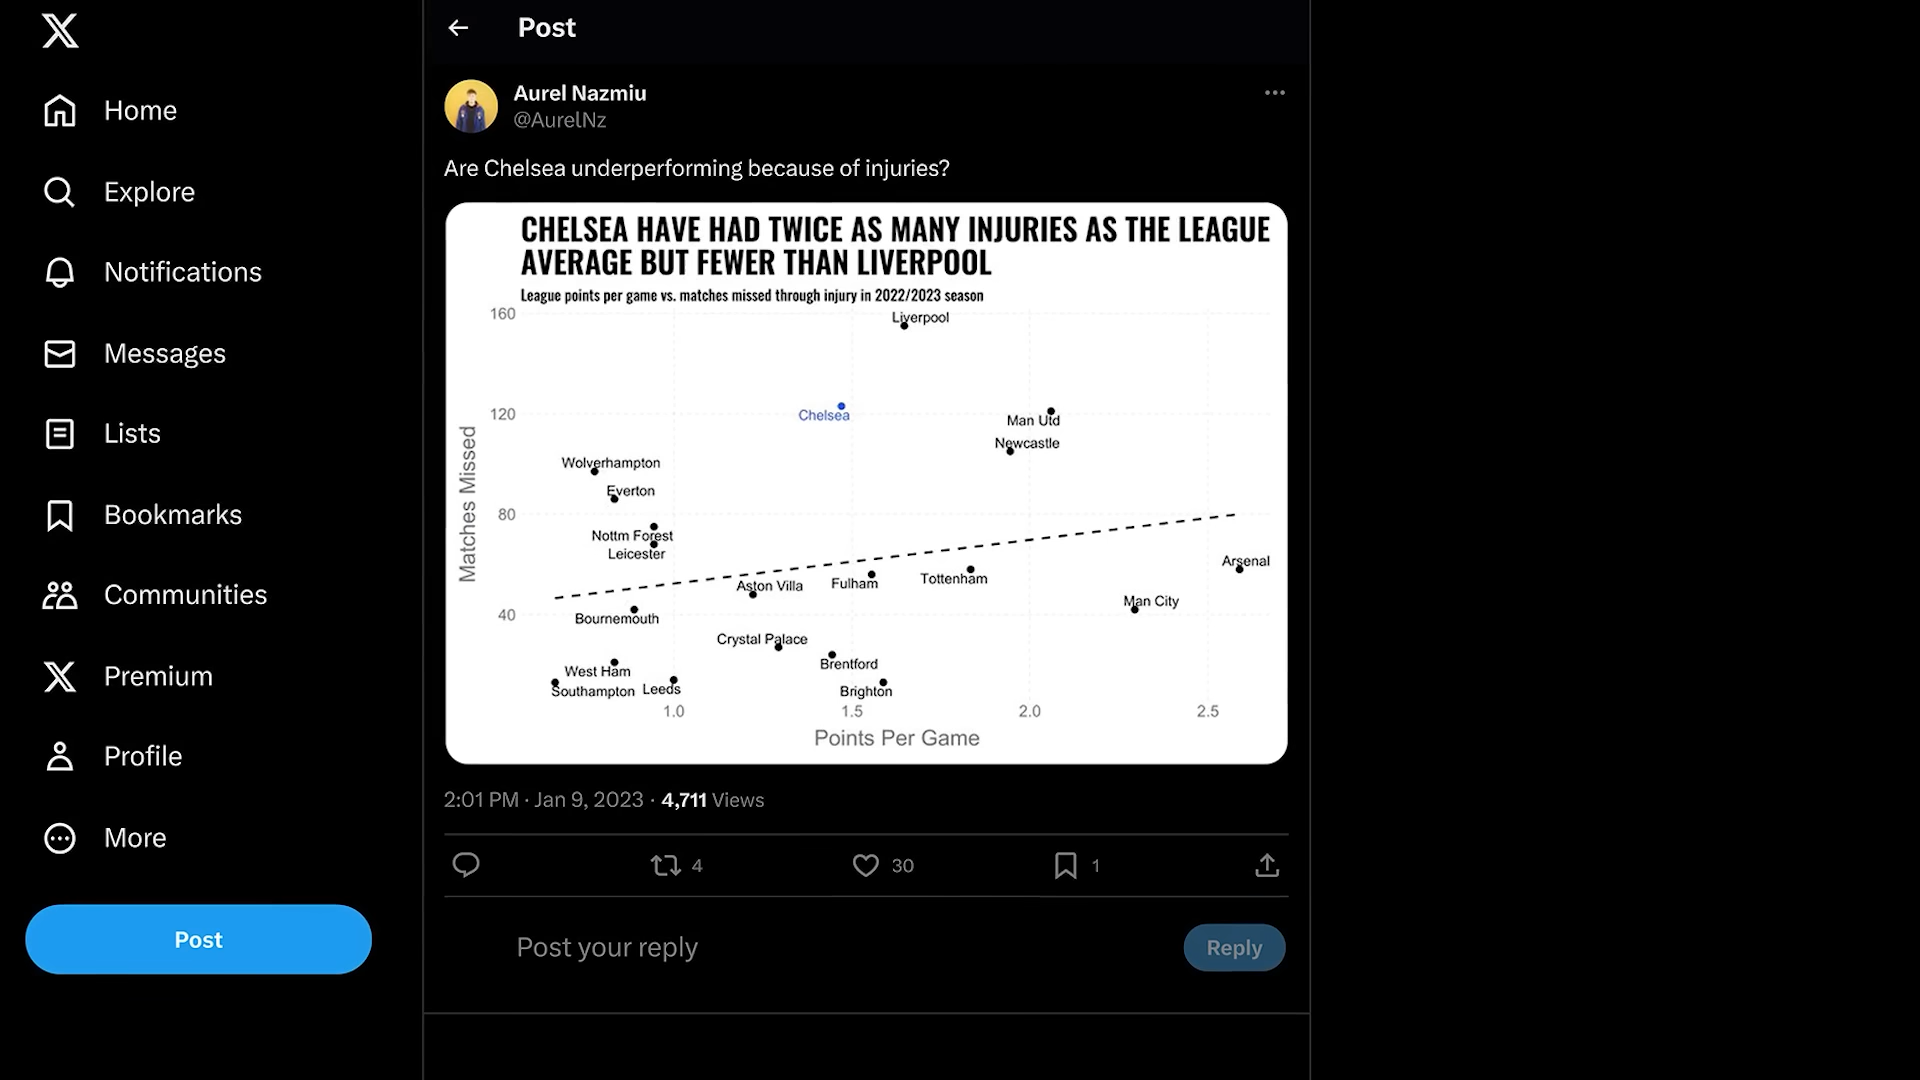 Home
Explore
Notifications
Messages
Lists
Bookmarks
Communities
Premium
Profile
More
Post
Post
Aurel Nazmiu
@AurelNz
Are Chelsea underperforming because of injuries?
CHELSEA HAVE HAD TWICE AS MANY INJURIES AS THE LEAGUE
AVERAGE BUT FEWER THAN LIVERPOOL
League points per game vs. matches missed through injury in 2022/2023 season
160
120
80
40
Matches Missed
Liverpool
Chelsea
Man Utd
Newcastle
Wolverhampton
Everton
Nottm Forest
Leicester
Arsenal
Aston Villa
Fulham
Tottenham
Man City
Bournemouth
Crystal Palace
Brentford
West Ham
Southampton
Leeds
Brighton
1.0
1.5
2.0
2.5
Points Per Game
2:01 PM · Jan 9, 2023 · 4,711 Views
4
30
1
Post your reply
Reply